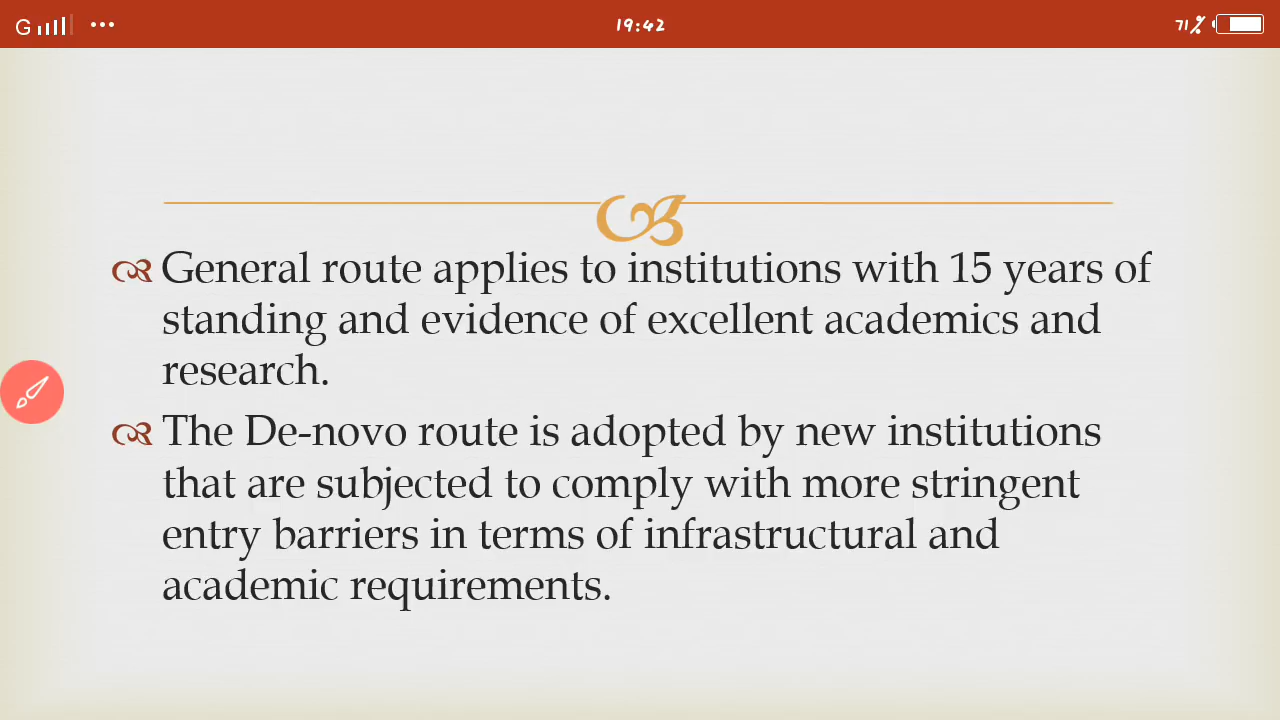 G 19:42 71%
General route applies to institutions with 15 years of
standing and evidence of excellent academics and
research.
The De-novo route is adopted by new institutions
that are subjected to comply with more stringent
entry barriers in terms of infrastructural and
academic requirements.